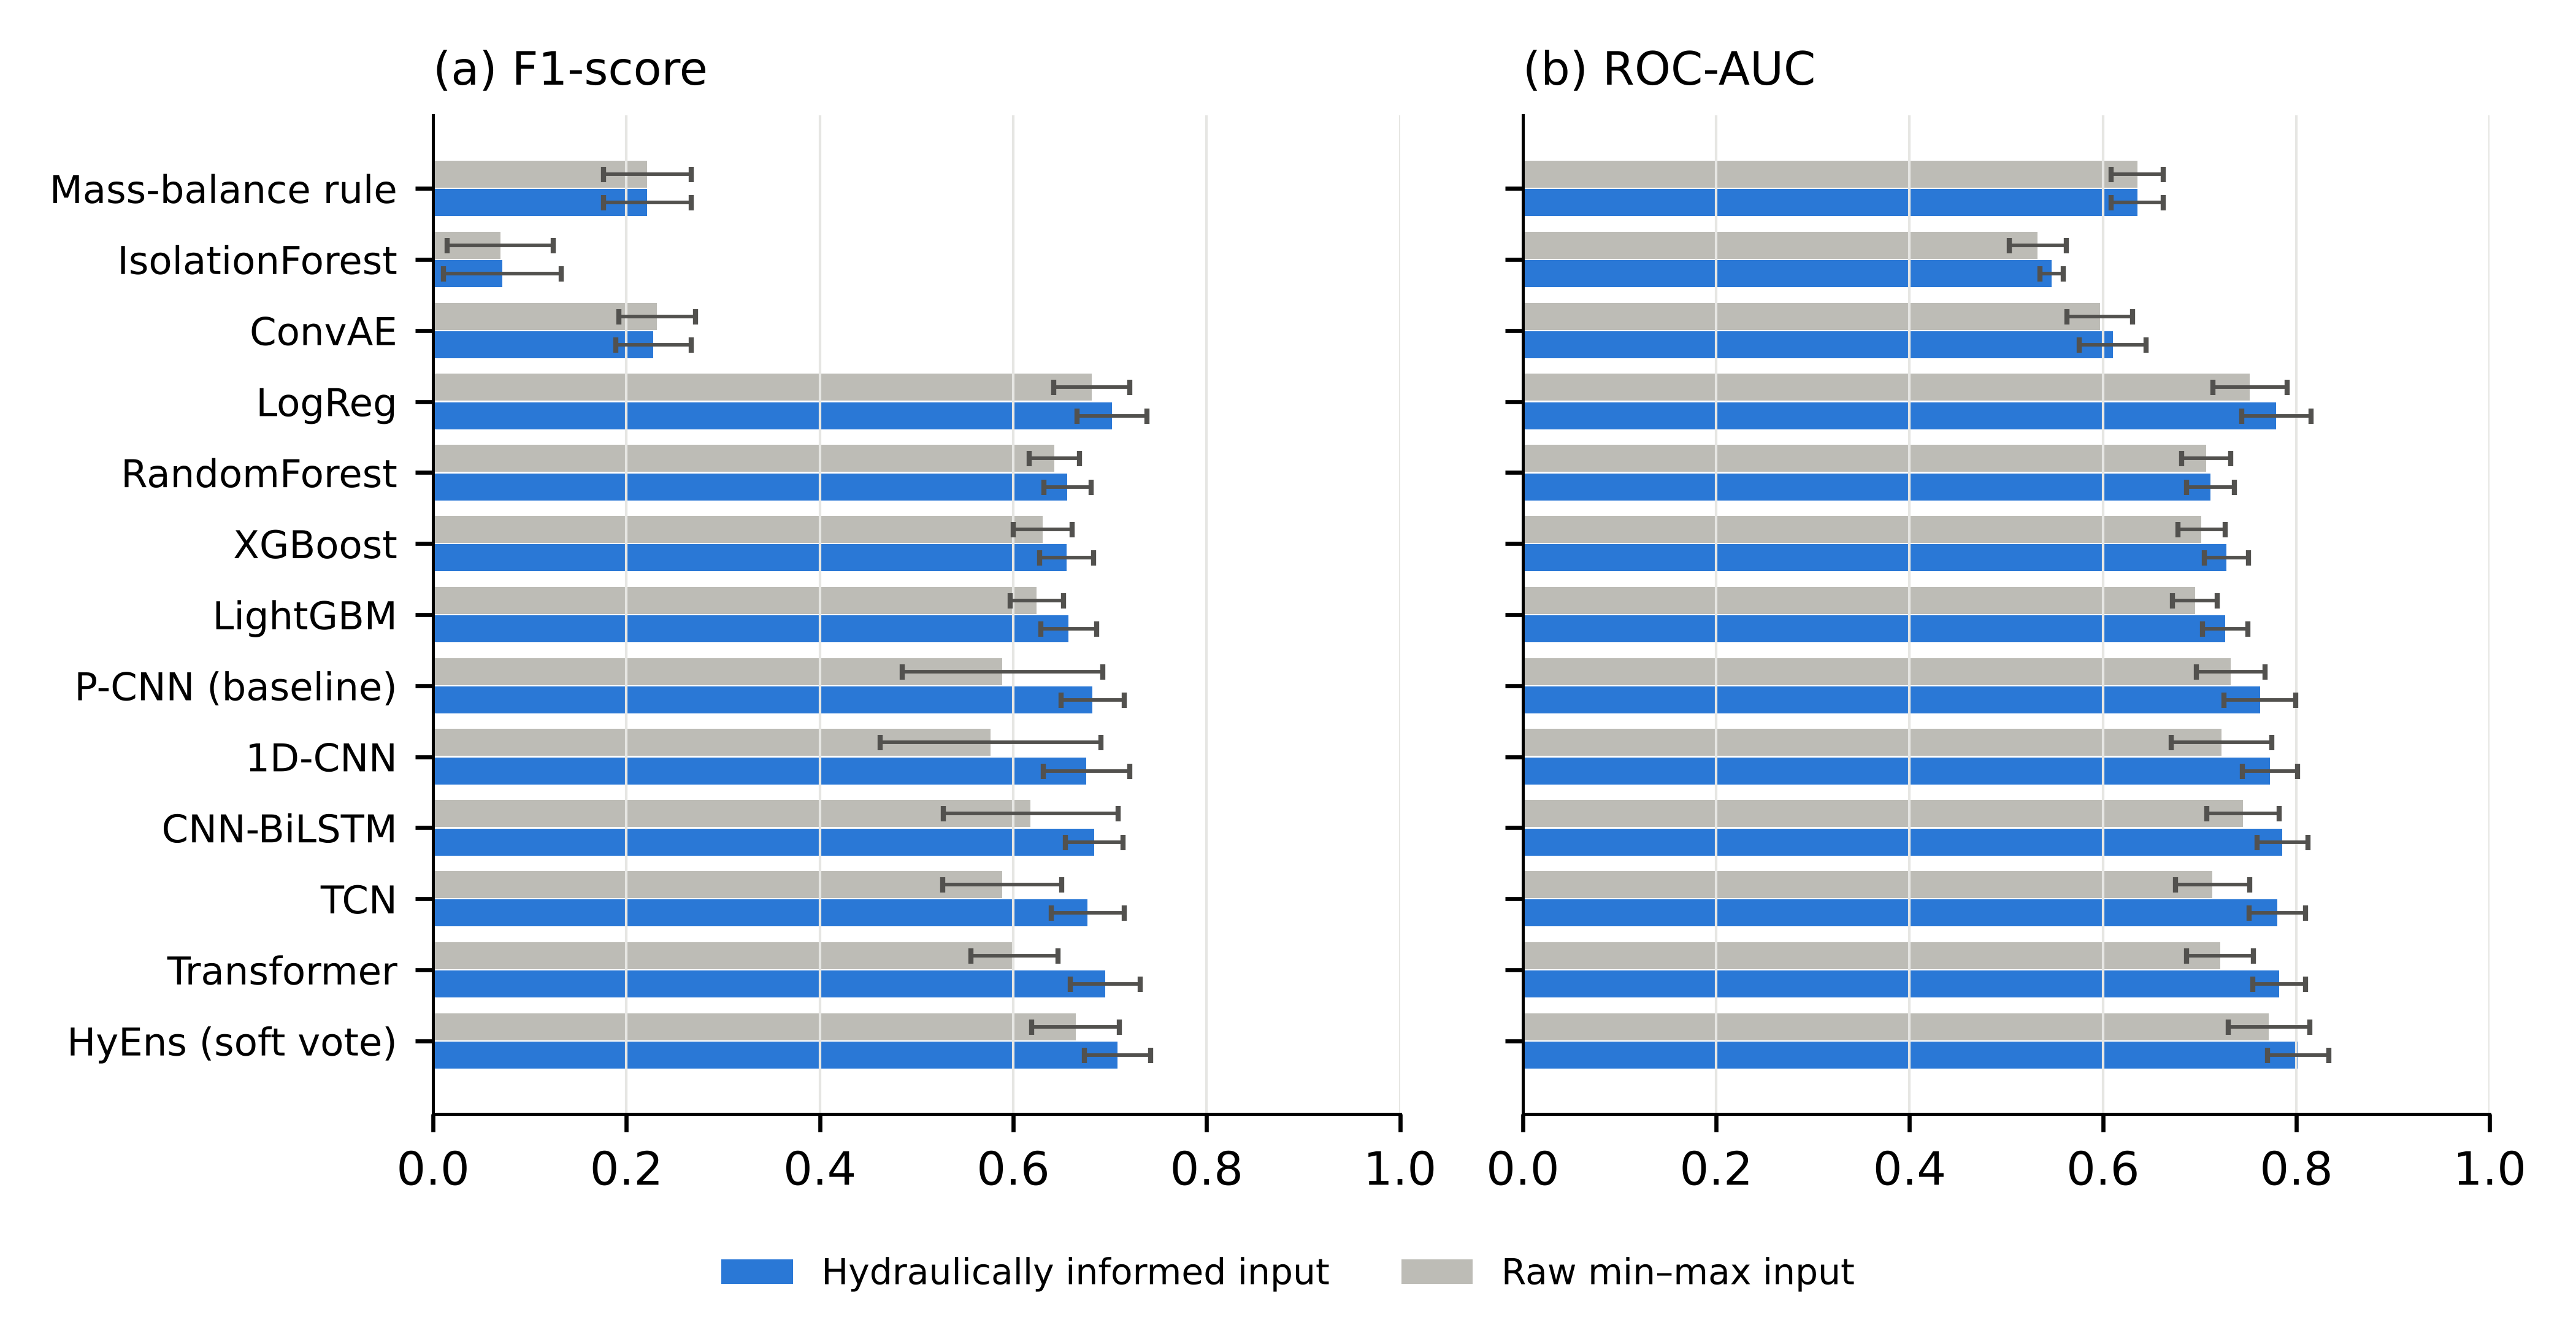 (a) F1-score
(b) ROC-AUC
Mass-balance rule
IsolationForest
ConvAE
LogReg
RandomForest
XGBoost
LightGBM
P-CNN (baseline)
1D-CNN
CNN-BiLSTM
TCN
Transformer
HyEns (soft vote)
0.0 0.2 0.4 0.6 0.8 1.0
0.0 0.2 0.4 0.6 0.8 1.0
Hydraulically informed input
Raw min–max input